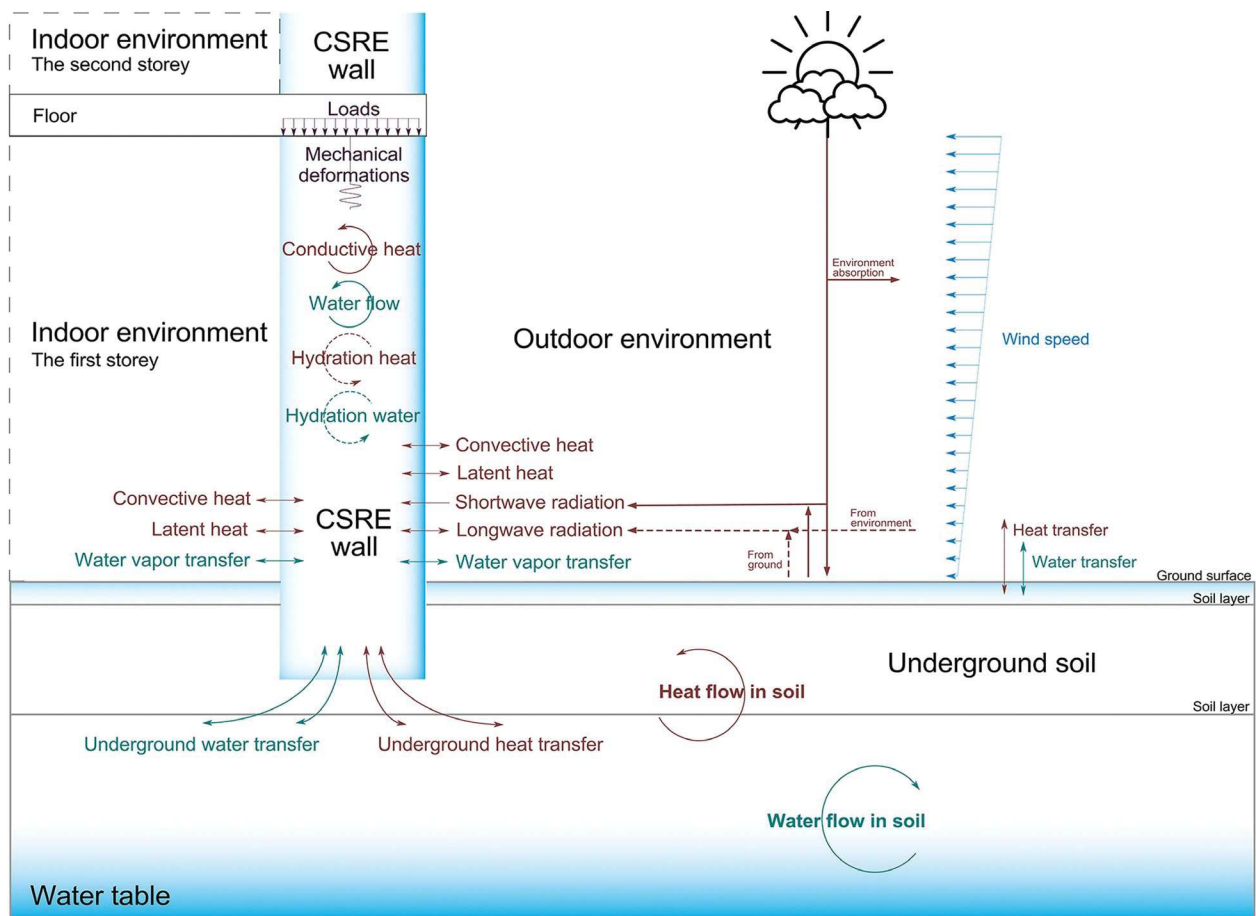 Indoor environment
The second storey
CSRE
wall
Floor
Loads
Mechanical
deformations
Conductive heat
Water flow
Hydration heat
Hydration water
Indoor environment
The first storey
Outdoor environment
Environment
absorption
Wind speed
Convective heat
Latent heat
Shortwave radiation
Longwave radiation
Water vapor transfer
Convective heat
Latent heat
Water vapor transfer
CSRE
wall
From
environment
From
ground
Heat transfer
Water transfer
Ground surface
Soil layer
Underground soil
Heat flow in soil
Soil layer
Underground water transfer
Underground heat transfer
Water flow in soil
Water table